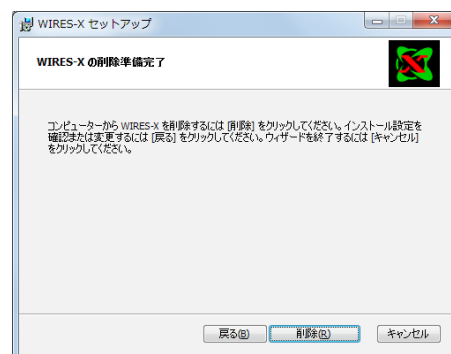 WIRES-X セットアップ
WIRES-X の削除準備完了
コンピューターから WIRES-X を削除するには [削除] をクリックしてください。インストール設定を
確認または変更するには [戻る] をクリックしてください。ウィザードを終了するには [キャンセル]
をクリックしてください。
戻る(B) 削除(R) キャンセル